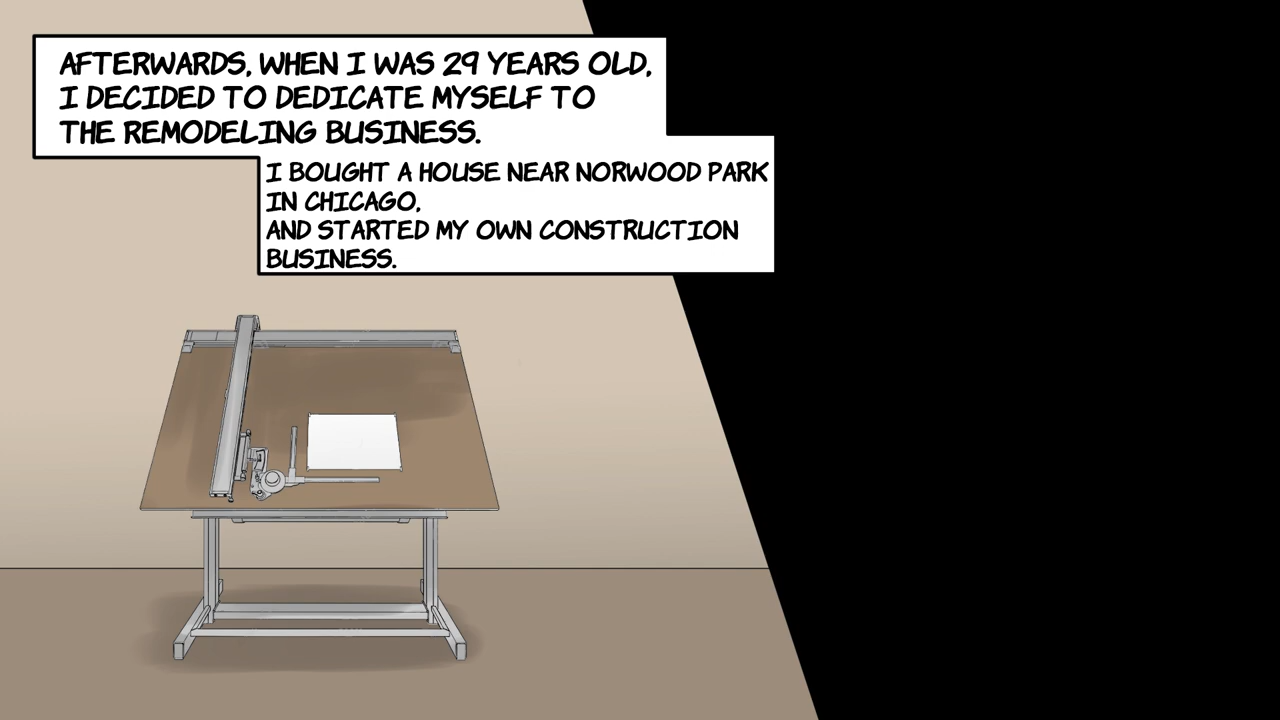 AFTERWARDS, WHEN I WAS 29 YEARS OLD,
I DECIDED TO DEDICATE MYSELF TO
THE REMODELING BUSINESS.
I BOUGHT A HOUSE NEAR NORWOOD PARK
IN CHICAGO,
AND STARTED MY OWN CONSTRUCTION
BUSINESS.